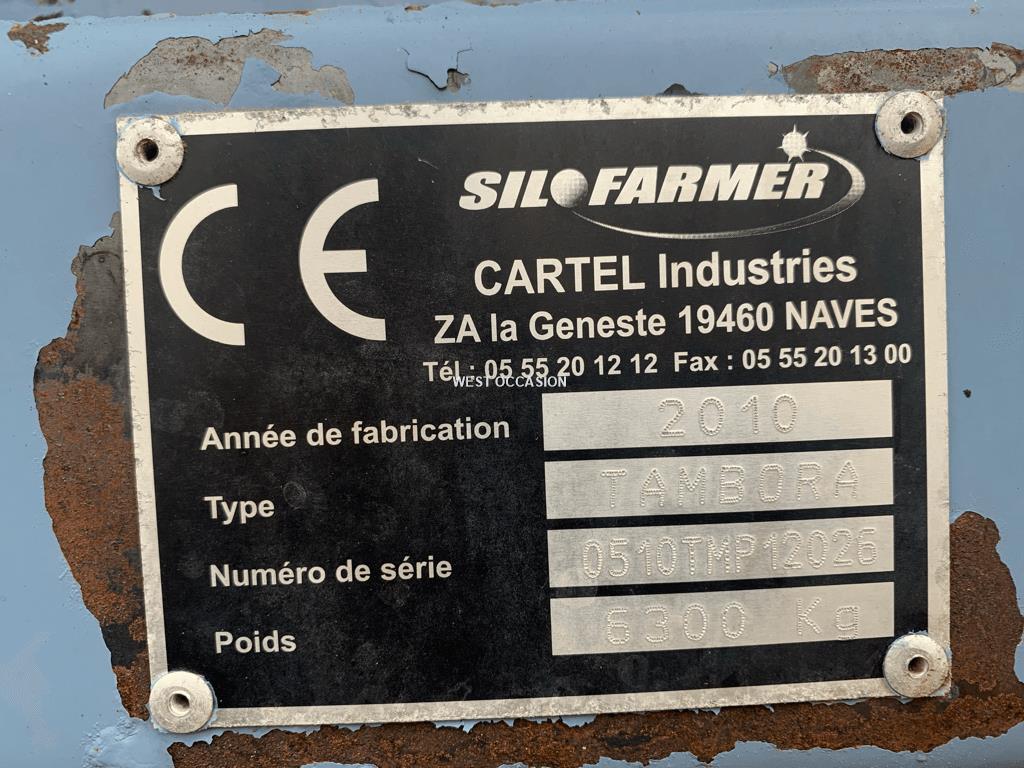 CE
SILOFARMER
CARTEL Industries
ZA la Geneste 19460 NAVES
Tél : 05 55 20 12 12 Fax : 05 55 20 13 00
WEST OCCASION
Année de fabrication 2010
Type TAMBORA
Numéro de série 0510TMP12026
Poids 6300 Kg